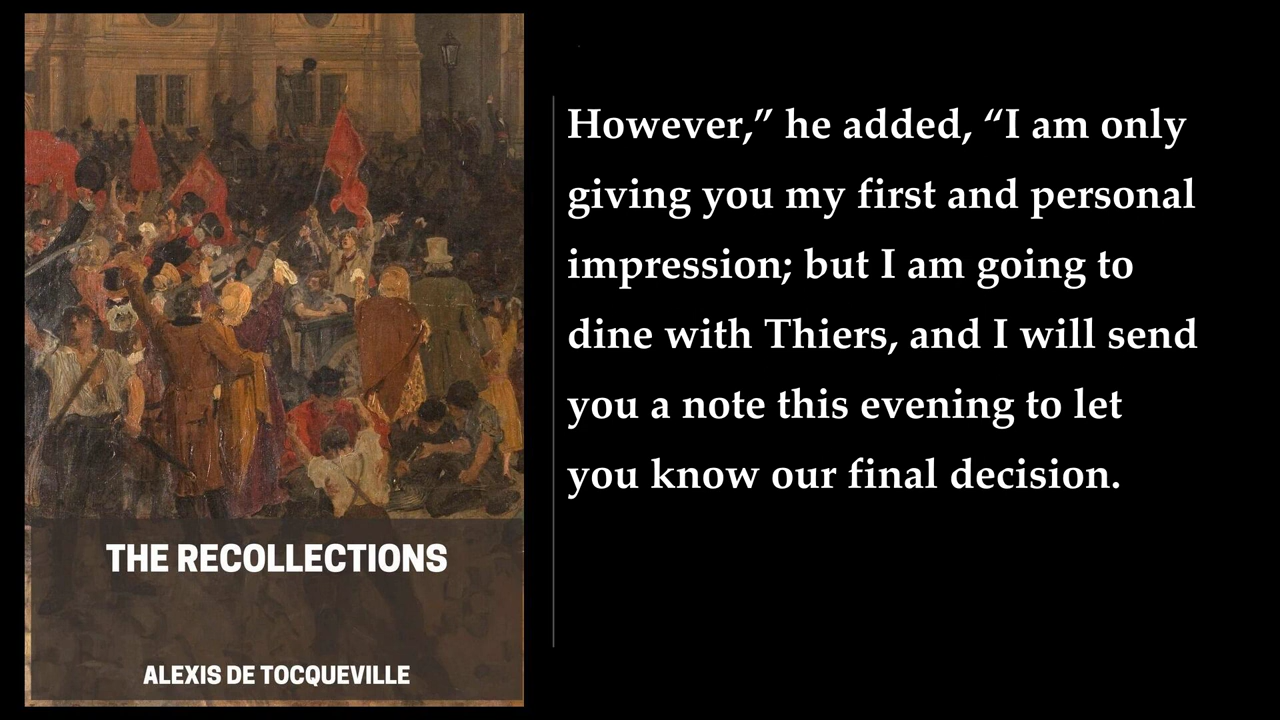 THE RECOLLECTIONS
ALEXIS DE TOCQUEVILLE
However,” he added, “I am only
giving you my first and personal
impression; but I am going to
dine with Thiers, and I will send
you a note this evening to let
you know our final decision.